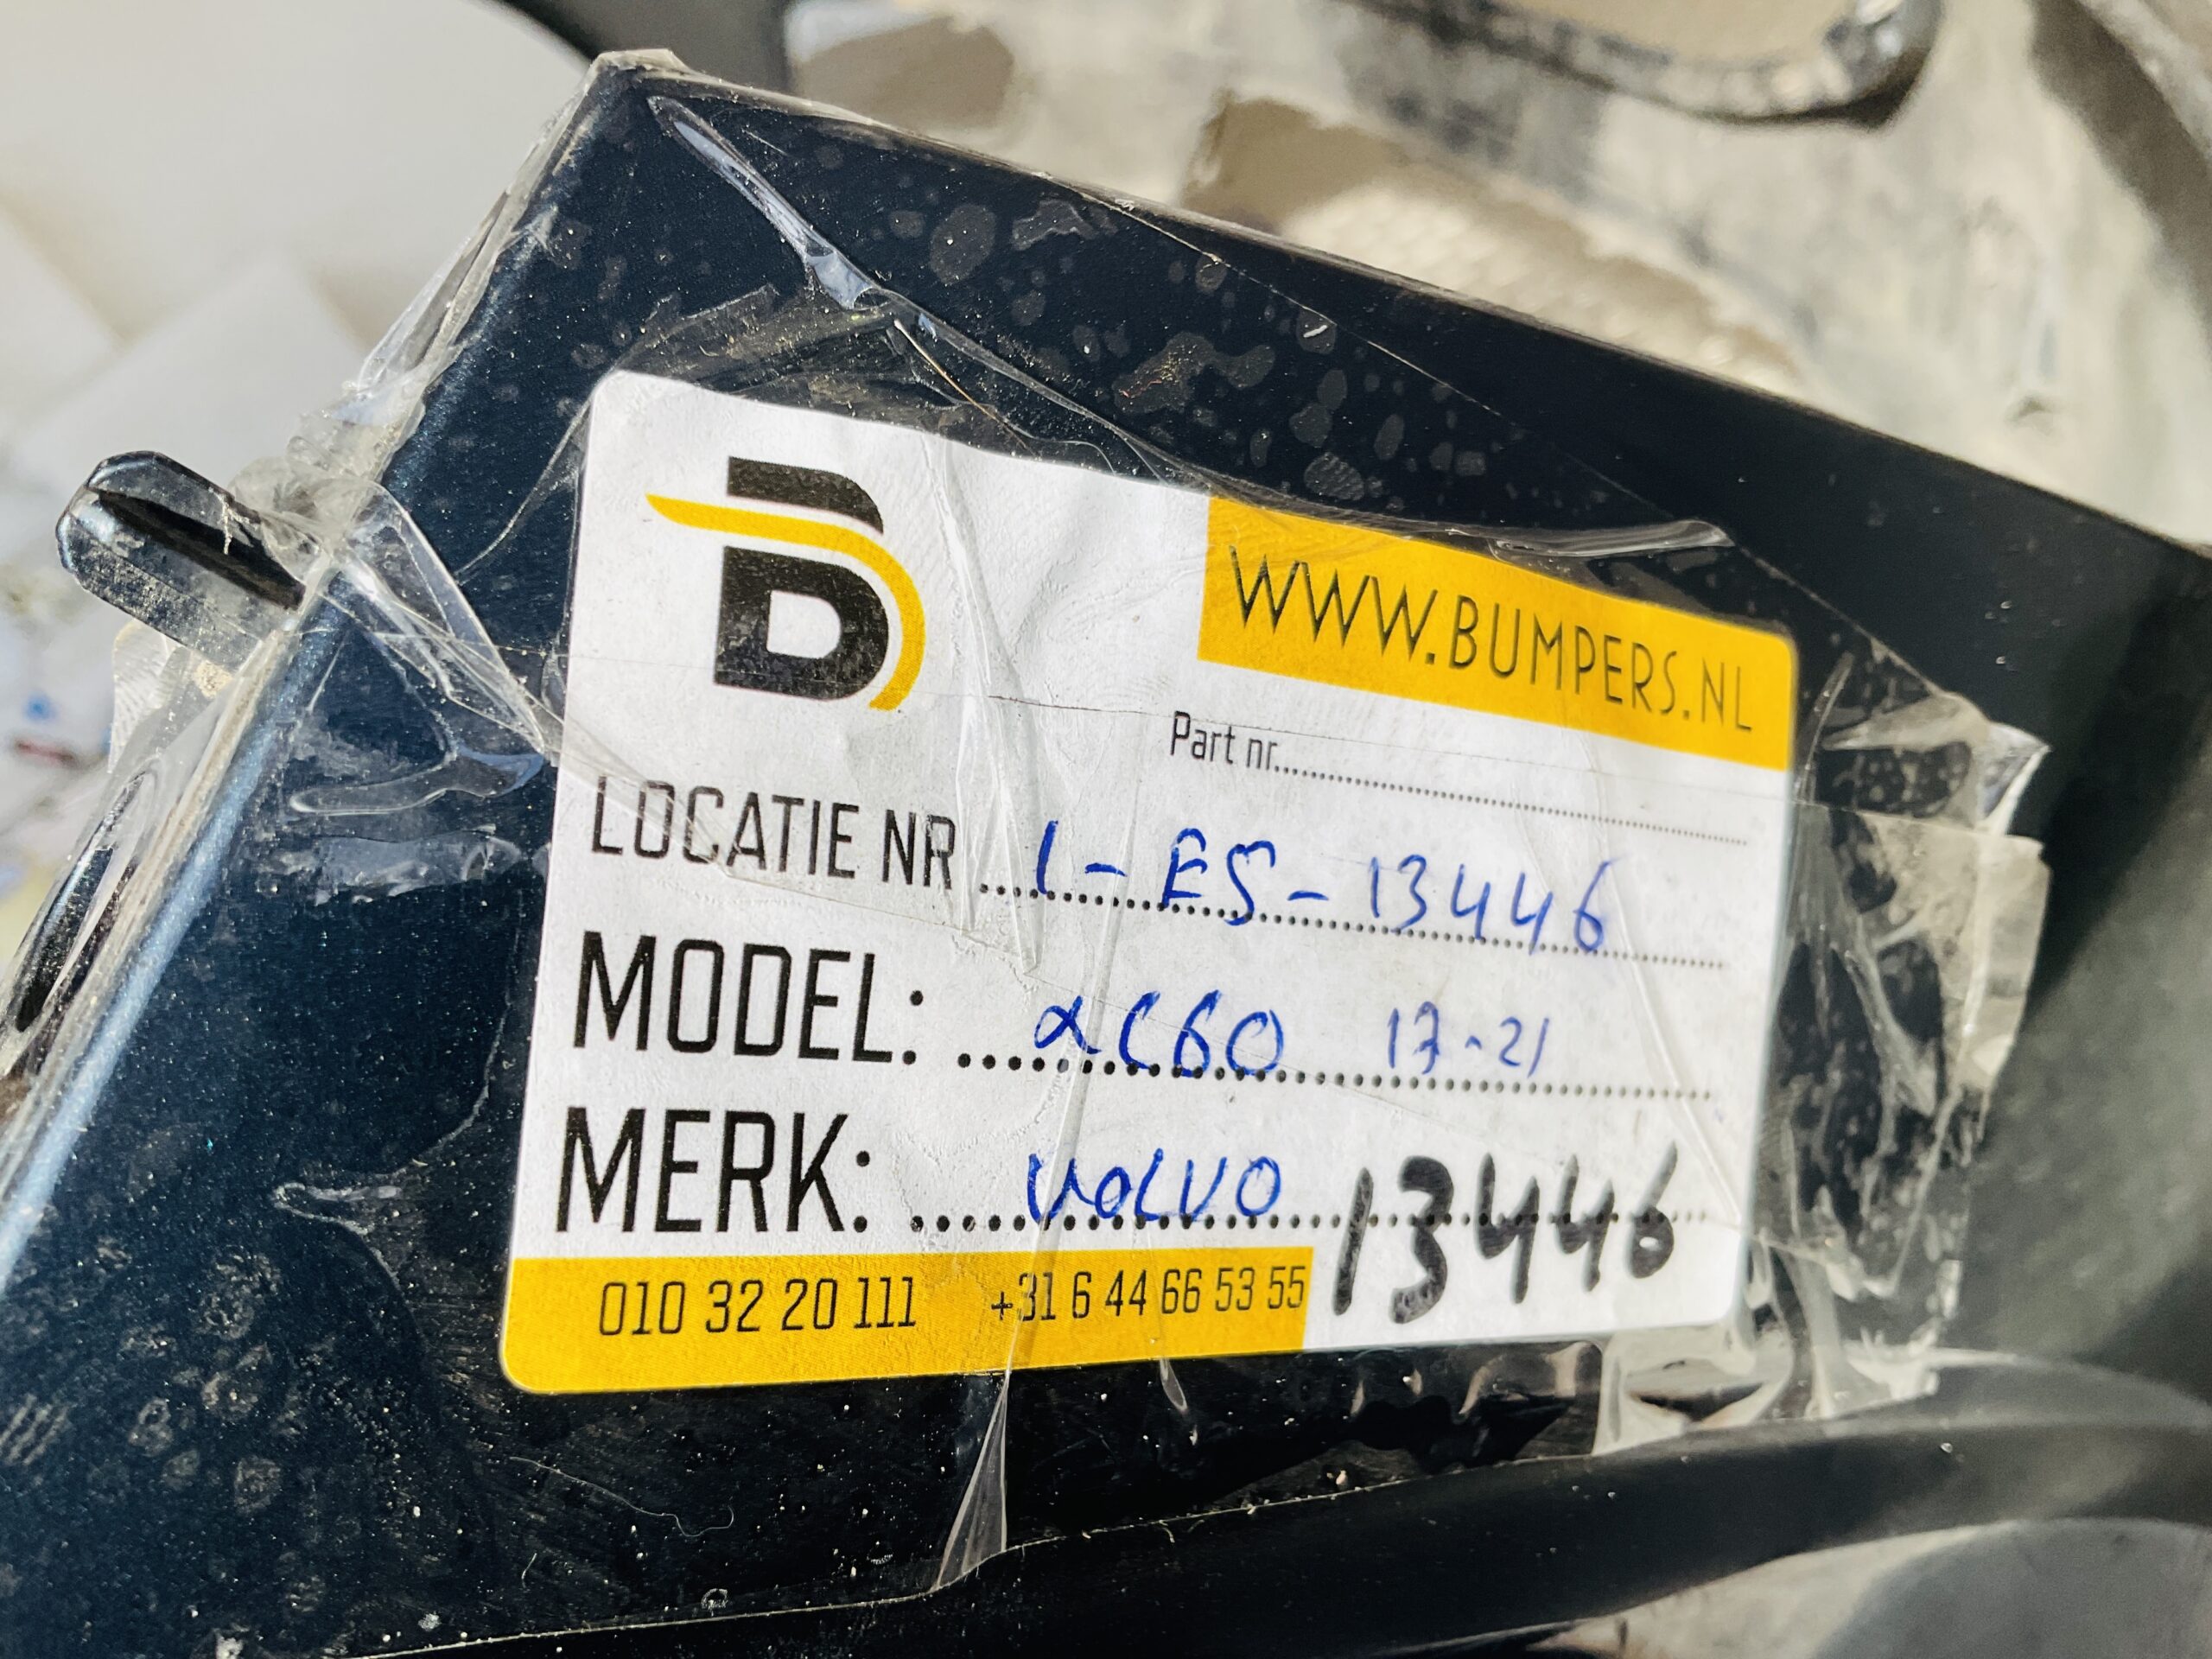 B
WWW.BUMPERS.NL
Part nr.......................................................
LOCATIE NR ........ 1-ES-13446
MODEL: ........ XC60 17-21
MERK: ........ VOLVO 13446
010 32 20 111 +31 6 44 66 53 55